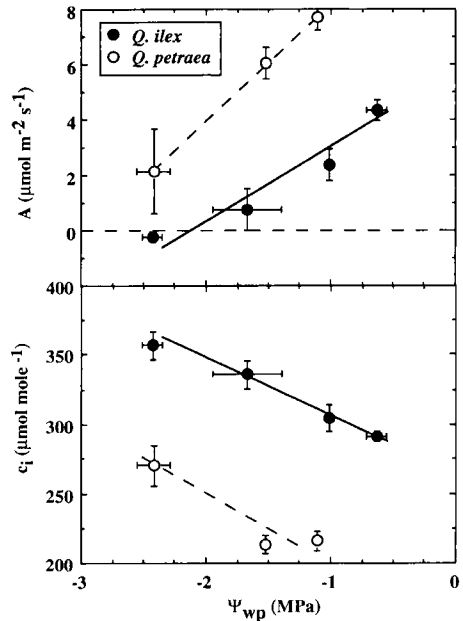 8
6
4
2
0
A (μmol m⁻² s⁻¹)
Q. ilex
Q. petraea
400
350
300
250
200
cᵢ (μmol mole⁻¹)
-3 -2 -1 0
Ψwp (MPa)